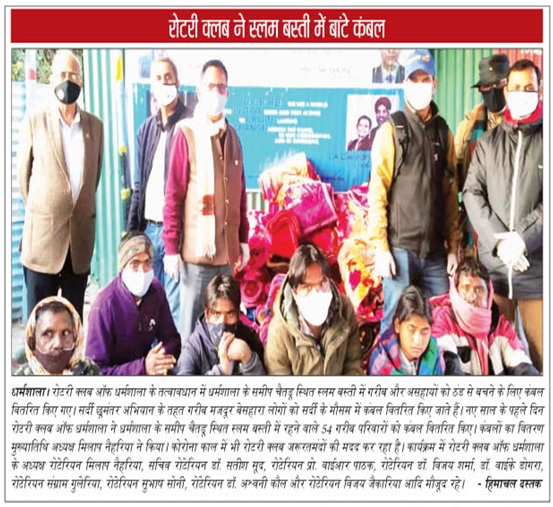 रोटरी क्लब ने स्लम बस्ती में बांटे कंबल
धर्मशाला। रोटरी क्लब ऑफ धर्मशाला के तत्वावधान में धर्मशाला के समीप चैतडू स्थित स्लम बस्ती में गरीब और असहायों को ठंड से बचने के लिए कंबल
वितरित किए गए। सर्दी छूमंतर अभियान के तहत गरीब मजदूर बेसहारा लोगों को सर्दी के मौसम में कंबल वितरित किए जाते हैं। नए साल के पहले दिन
रोटरी क्लब ऑफ धर्मशाला ने धर्मशाला के समीप चैतडू स्थित स्लम बस्ती में रहने वाले 54 गरीब परिवारों को कंबल वितरित किए। कंबलों का वितरण
मुख्यातिथि अध्यक्ष मिलाप नैहरिया ने किया। कोरोना काल में भी रोटरी क्लब जरूरतमंदों की मदद कर रहा है। कार्यक्रम में रोटरी क्लब ऑफ धर्मशाला
के अध्यक्ष रोटेरियन मिलाप नैहरिया, सचिव रोटेरियन डॉ. सतीश सूद, रोटेरियन प्रो. वाईआर पाठक, रोटेरियन डॉ. विजय शर्मा, डॉ. वाईके डोगरा,
रोटेरियन संग्राम गुलेरिया, रोटेरियन सुभाष सोनी, रोटेरियन डॉ. अश्वनी कौल और रोटेरियन विजय जैकारिया आदि मौजूद रहे। - हिमाचल दस्तक